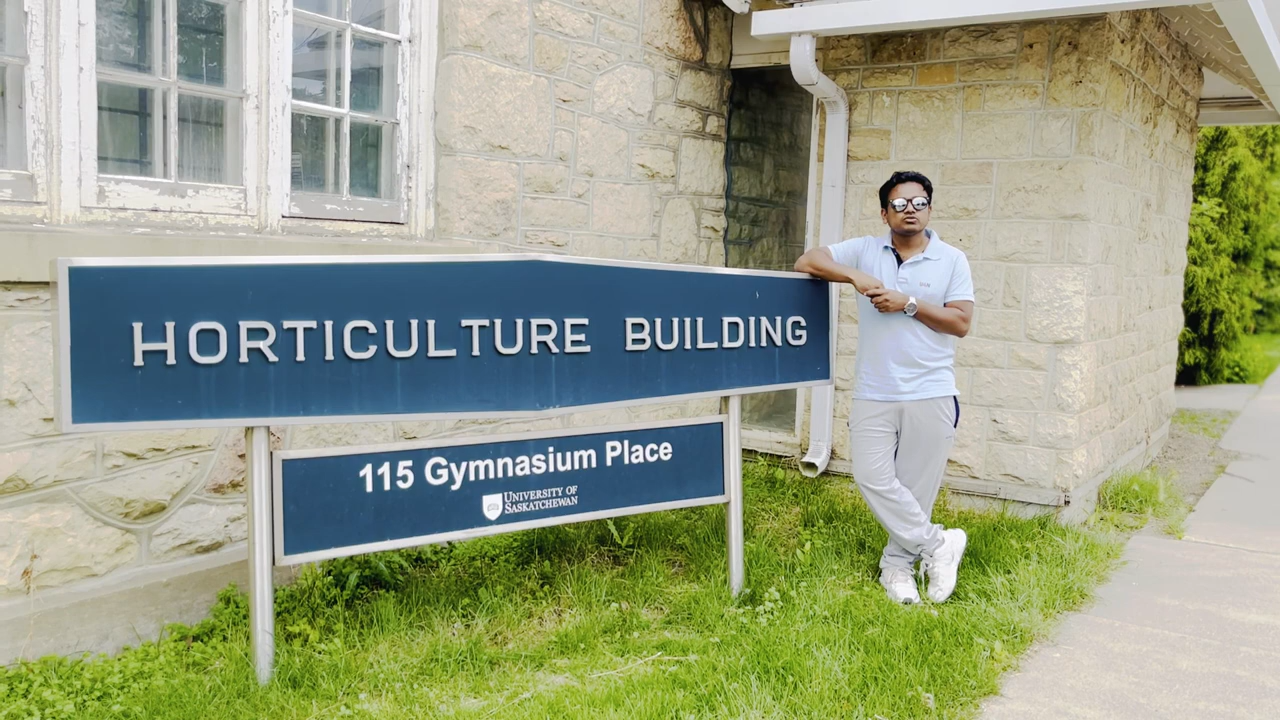 HORTICULTURE BUILDING
115 Gymnasium Place
UNIVERSITY OF
SASKATCHEWAN